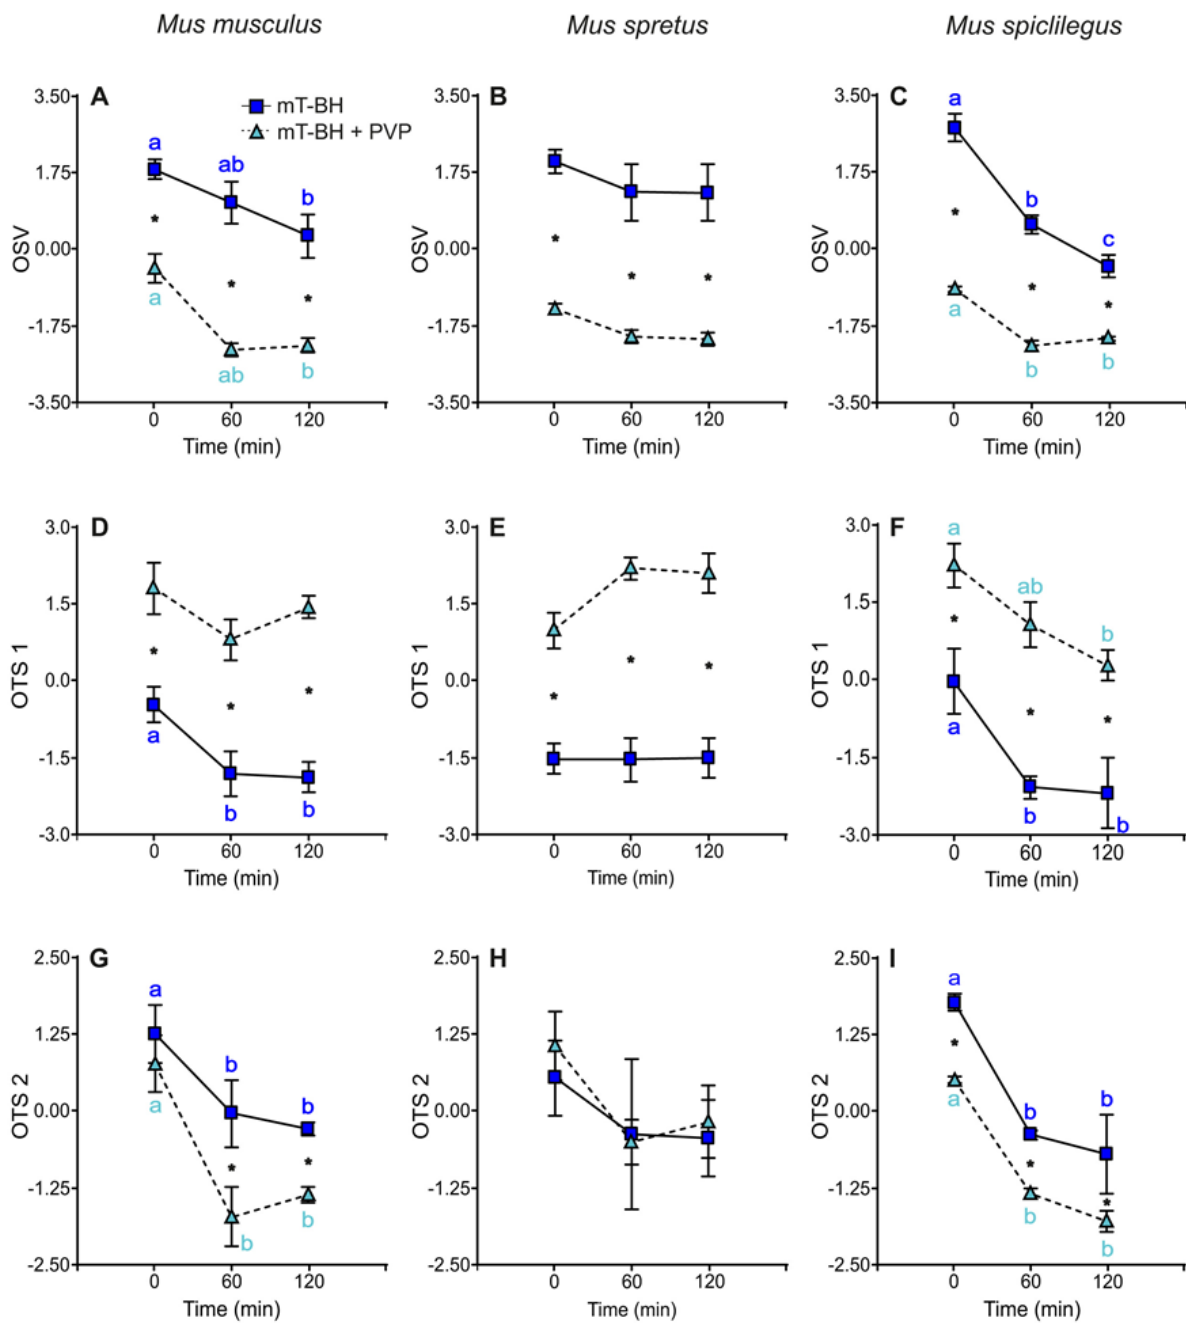 Mus musculus Mus spretus Mus spicilegus
A
mT-BH
mT-BH + PVP
3.50
1.75
0.00
-1.75
-3.50
OSV
a ab b
* * *
a ab b
0 60 120
Time (min)
B
3.50
1.75
0.00
-1.75
-3.50
OSV
* * *
0 60 120
Time (min)
C
3.50
1.75
0.00
-1.75
-3.50
OSV
a b c
* * *
a b b
0 60 120
Time (min)
D
3.0
1.5
0.0
-1.5
-3.0
OTS 1
* * *
a b b
0 60 120
Time (min)
E
3.0
1.5
0.0
-1.5
-3.0
OTS 1
* * *
0 60 120
Time (min)
F
3.0
1.5
0.0
-1.5
-3.0
OTS 1
a ab b
* * *
a b b
0 60 120
Time (min)
G
2.50
1.25
0.00
-1.25
-2.50
OTS 2
a b b
* *
a b b
0 60 120
Time (min)
H
2.50
1.25
0.00
-1.25
-2.50
OTS 2
0 60 120
Time (min)
I
2.50
1.25
0.00
-1.25
-2.50
OTS 2
a b b
* * *
a b b
0 60 120
Time (min)